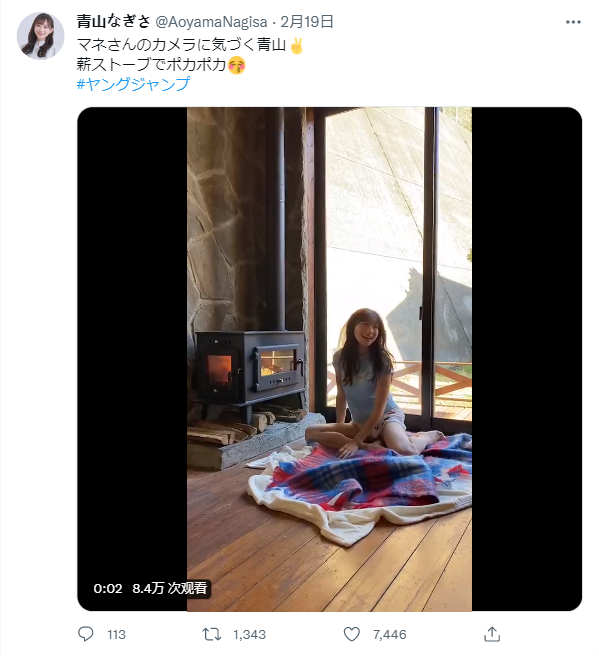 青山なぎさ @AoyamaNagisa · 2月19日
マネさんのカメラに気づく青山✌
薪ストーブでポカポカ😚
#ヤングジャンプ
0:02 8.4万 次观看
113 1,343 7,446